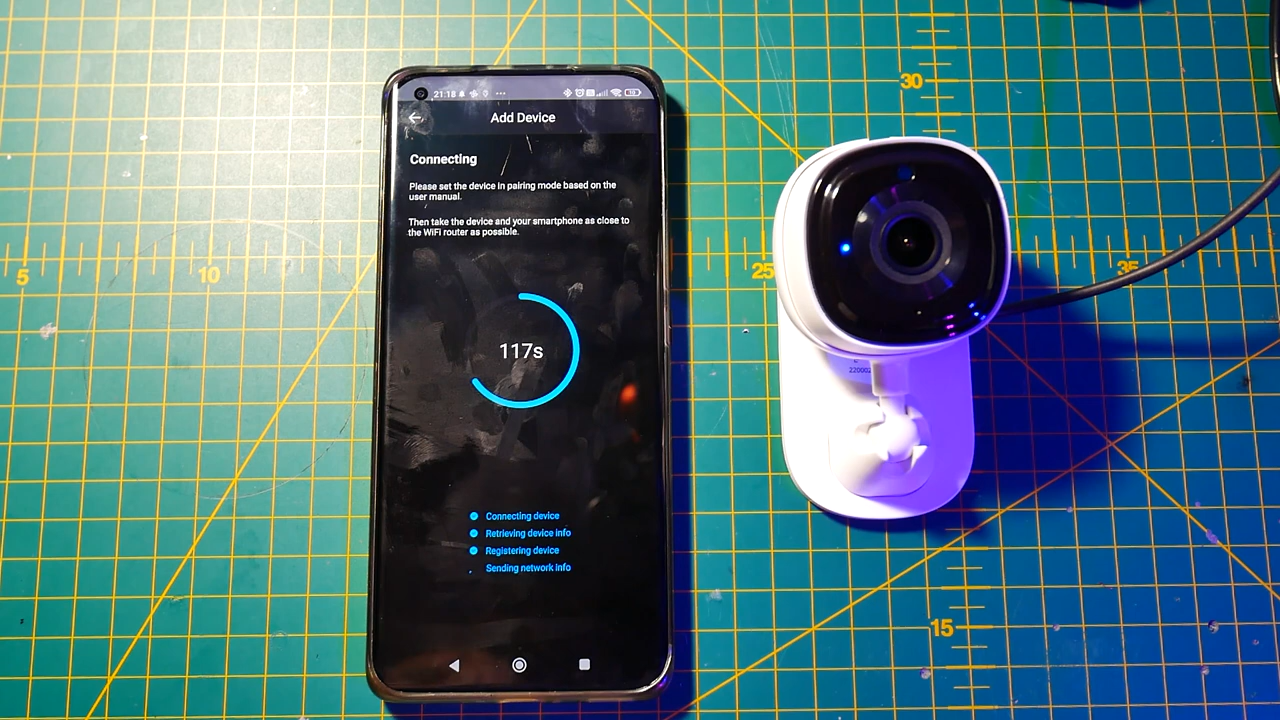 21:18
Add Device
Connecting
Please set the device in pairing mode based on the
user manual.
Then take the device and your smartphone as close to
the WiFi router as possible.
117s
Connecting device
Retrieving device info
Registering device
Sending network info
30
5
10
25
35
15